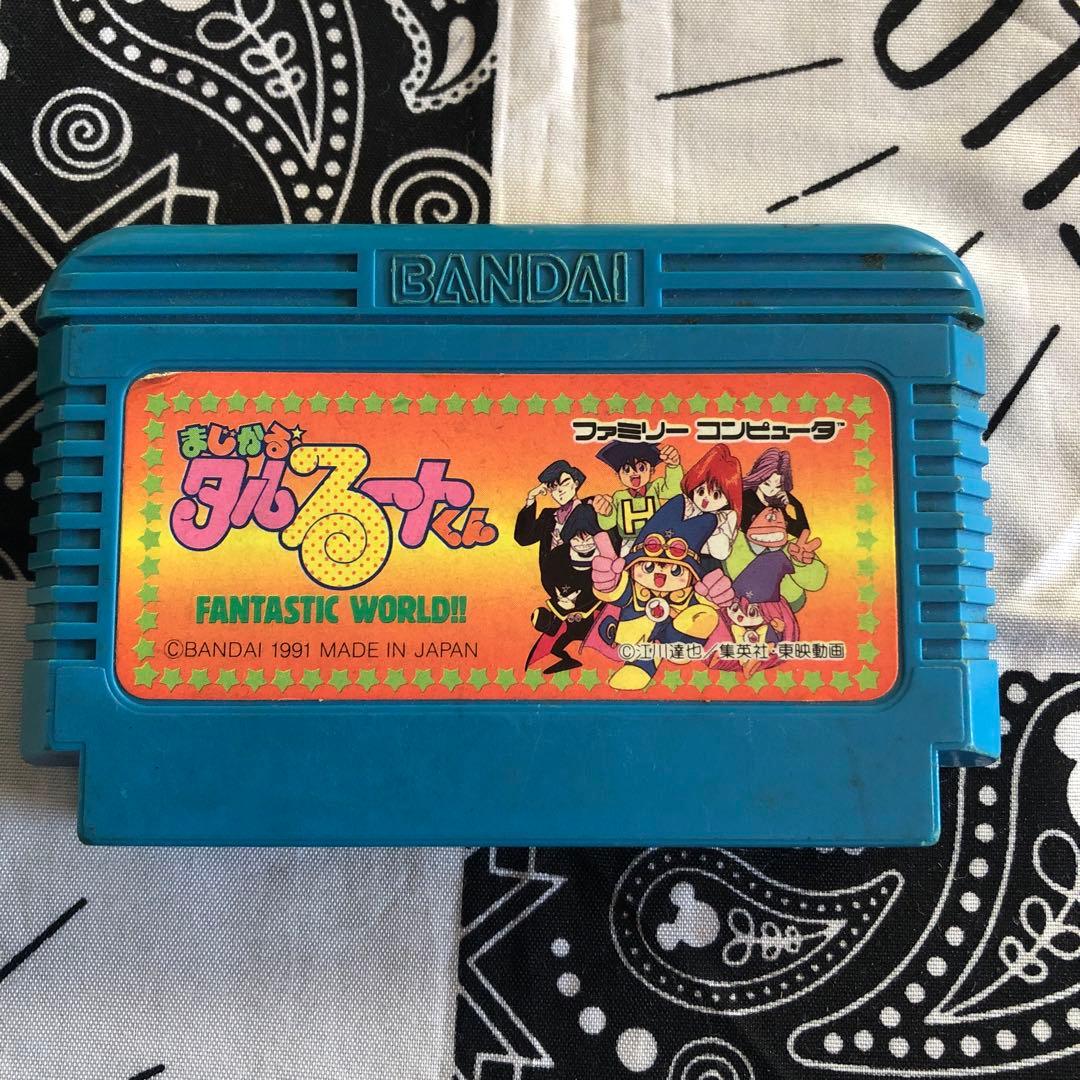 BANDAI
ファミリー コンピュータ™
まじかる☆
タルるートくん
FANTASTIC WORLD!!
H
©BANDAI 1991 MADE IN JAPAN
©江川達也／集英社・東映動画